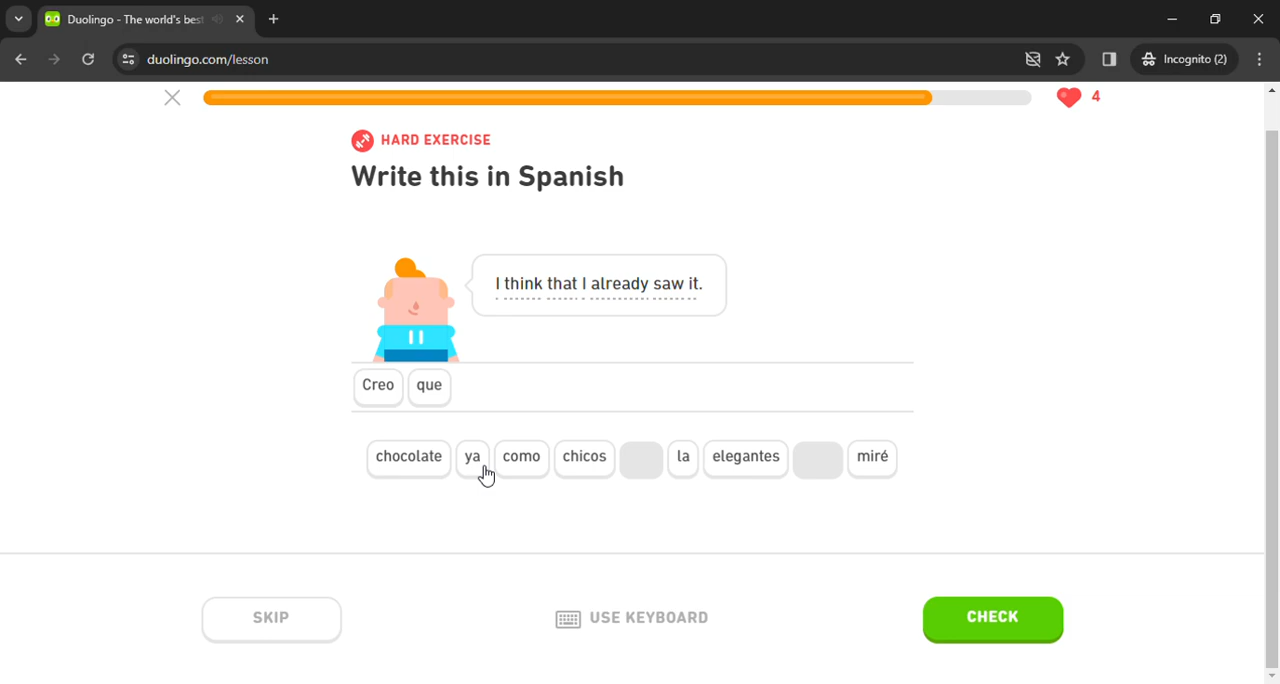 Duolingo - The world's best
duolingo.com/lesson
Incognito (2)
4
HARD EXERCISE
Write this in Spanish
I think that I already saw it.
Creo que
chocolate ya como chicos la elegantes miré
SKIP USE KEYBOARD CHECK